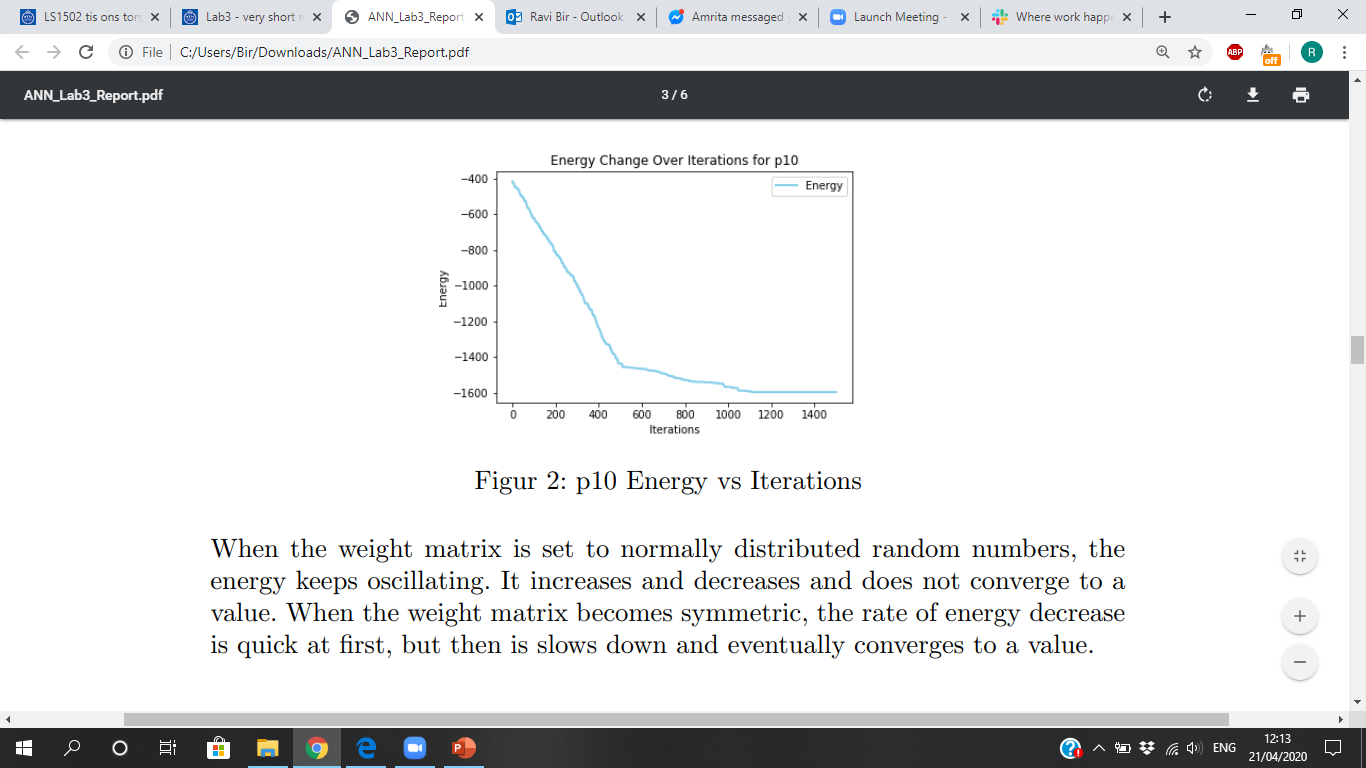 LS1502 tis ons tors
Lab3 - very short r
ANN_Lab3_Report
Ravi Bir - Outlook
Amrita messaged
Launch Meeting -
Where work happe
File C:/Users/Bir/Downloads/ANN_Lab3_Report.pdf
ABP
off
R
ANN_Lab3_Report.pdf
3 / 6
Energy Change Over Iterations for p10
Energy
−400
−600
−800
−1000
−1200
−1400
−1600
Energy
0 200 400 600 800 1000 1200 1400
Iterations
Figur 2: p10 Energy vs Iterations
When the weight matrix is set to normally distributed random numbers, the
energy keeps oscillating. It increases and decreases and does not converge to a
value. When the weight matrix becomes symmetric, the rate of energy decrease
is quick at first, but then is slows down and eventually converges to a value.
ENG
12:13
21/04/2020